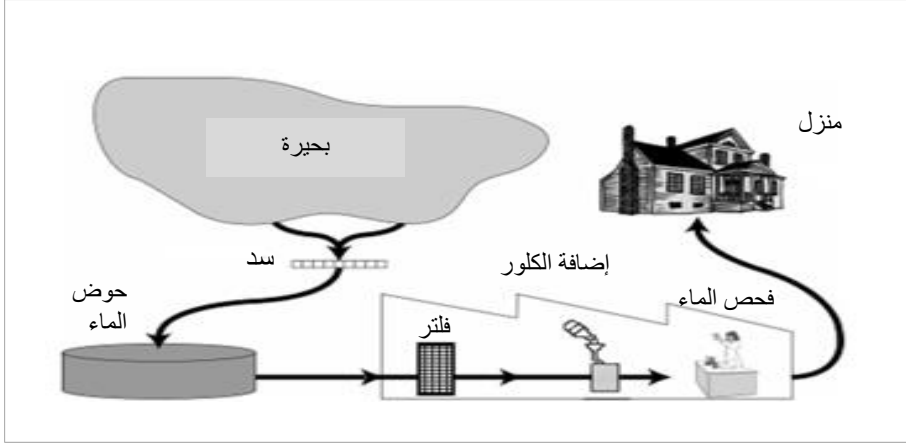 بحيرة
منزل
سد
إضافة الكلور
حوض
الماء
فلتر
فحص الماء